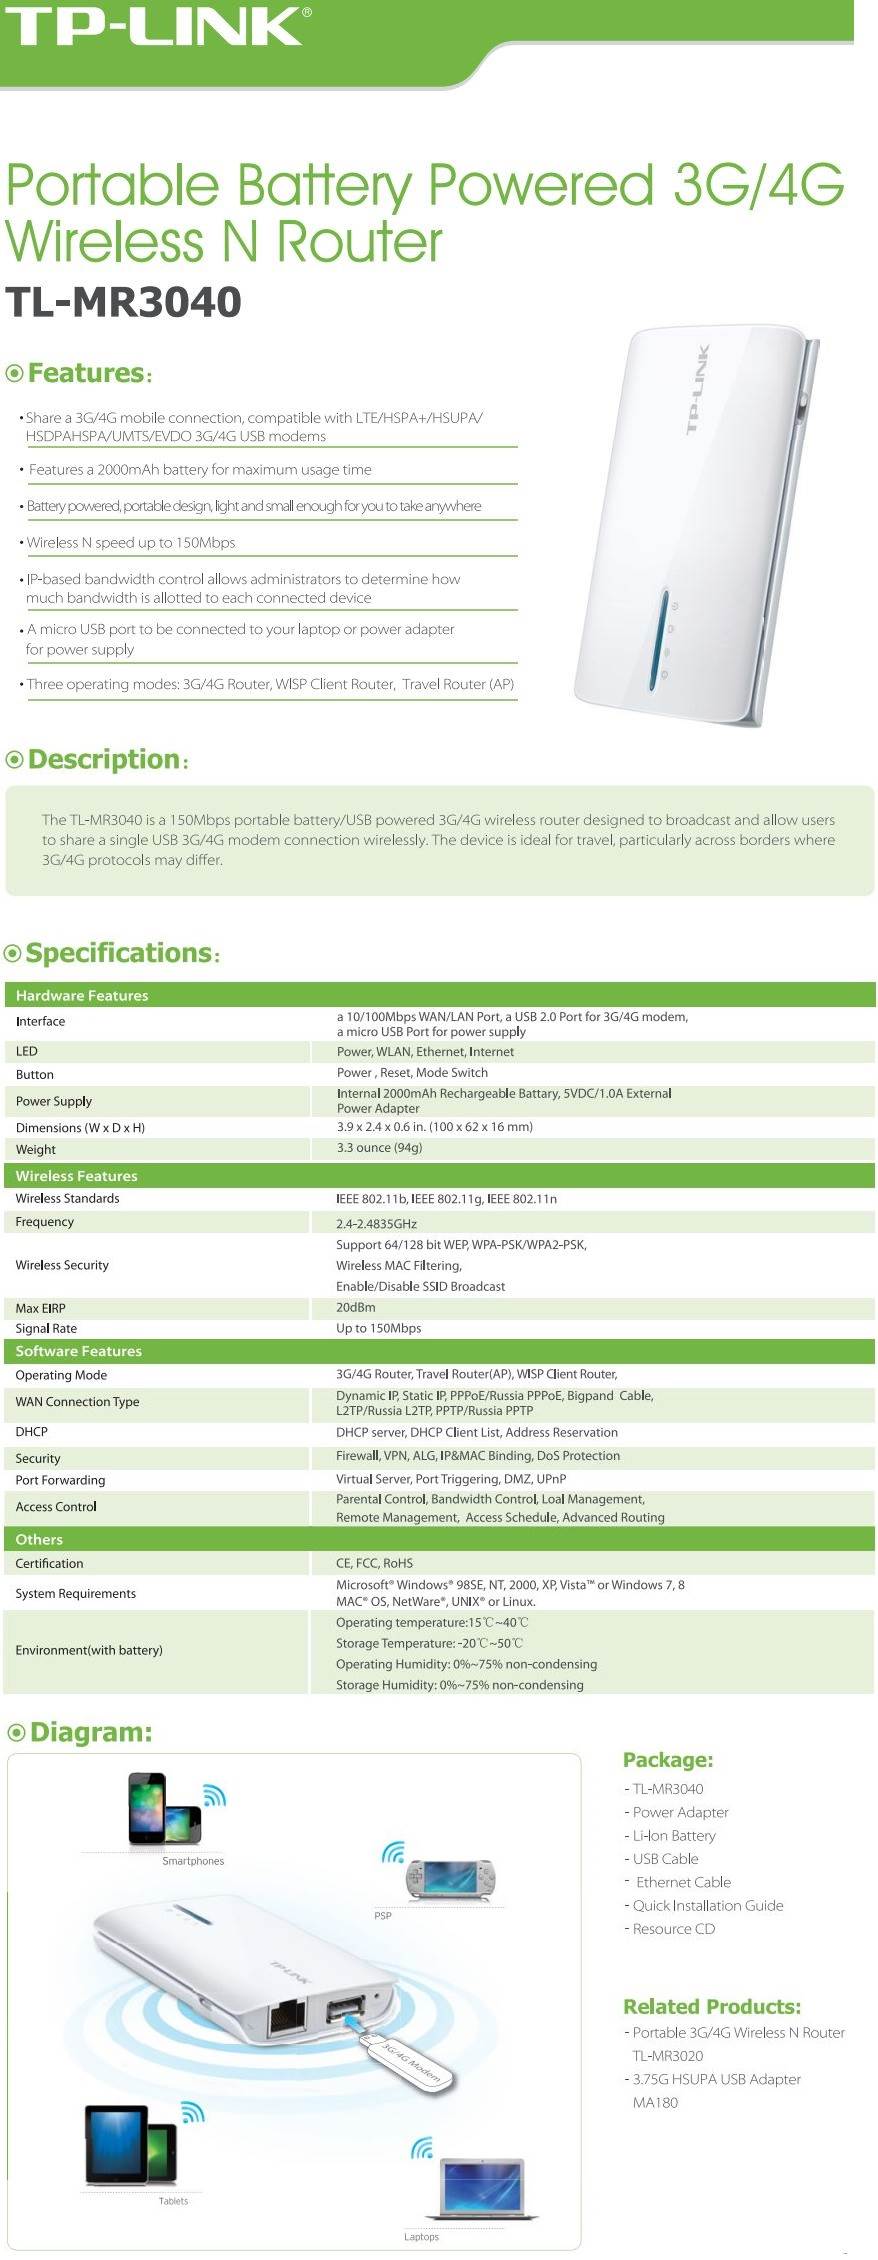 TP-LINK®
Portable Battery Powered 3G/4G
Wireless N Router
TL-MR3040
Features:
• Share a 3G/4G mobile connection, compatible with LTE/HSPA+/HSUPA/
HSDPAHSPA/UMTS/EVDO 3G/4G USB modems
• Features a 2000mAh battery for maximum usage time
• Battery powered, portable design, light and small enough for you to take anywhere
• Wireless N speed up to 150Mbps
• IP-based bandwidth control allows administrators to determine how
much bandwidth is allotted to each connected device
• A micro USB port to be connected to your laptop or power adapter
for power supply
• Three operating modes: 3G/4G Router, WISP Client Router, Travel Router (AP)
TP-LINK
Description:
The TL-MR3040 is a 150Mbps portable battery/USB powered 3G/4G wireless router designed to broadcast and allow users
to share a single USB 3G/4G modem connection wirelessly. The device is ideal for travel, particularly across borders where
3G/4G protocols may differ.
Specifications:
Hardware Features
Interface
a 10/100Mbps WAN/LAN Port, a USB 2.0 Port for 3G/4G modem,
a micro USB Port for power supply
LED Power, WLAN, Ethernet, Internet
Button Power , Reset, Mode Switch
Power Supply
Internal 2000mAh Rechargeable Battary, 5VDC/1.0A External
Power Adapter
Dimensions (W x D x H) 3.9 x 2.4 x 0.6 in. (100 x 62 x 16 mm)
Weight 3.3 ounce (94g)
Wireless Features
Wireless Standards IEEE 802.11b, IEEE 802.11g, IEEE 802.11n
Frequency 2.4-2.4835GHz
Wireless Security
Support 64/128 bit WEP, WPA-PSK/WPA2-PSK,
Wireless MAC Filtering,
Enable/Disable SSID Broadcast
Max EIRP 20dBm
Signal Rate Up to 150Mbps
Software Features
Operating Mode 3G/4G Router, Travel Router(AP), WISP Client Router,
WAN Connection Type
Dynamic IP, Static IP, PPPoE/Russia PPPoE, Bigpand Cable,
L2TP/Russia L2TP, PPTP/Russia PPTP
DHCP DHCP server, DHCP Client List, Address Reservation
Security Firewall, VPN, ALG, IP&MAC Binding, DoS Protection
Port Forwarding Virtual Server, Port Triggering, DMZ, UPnP
Access Control
Parental Control, Bandwidth Control, Loal Management,
Remote Management, Access Schedule, Advanced Routing
Others
Certification CE, FCC, RoHS
System Requirements
Microsoft® Windows® 98SE, NT, 2000, XP, Vista™ or Windows 7, 8
MAC® OS, NetWare®, UNIX® or Linux.
Environment(with battery)
Operating temperature:15℃~40℃
Storage Temperature: -20℃~50℃
Operating Humidity: 0%~75% non-condensing
Storage Humidity: 0%~75% non-condensing
Diagram:
Smartphones
PSP
TP-LINK
3G/4G Modem
Tablets
Laptops
Package:
- TL-MR3040
- Power Adapter
- Li-Ion Battery
- USB Cable
- Ethernet Cable
- Quick Installation Guide
- Resource CD
Related Products:
- Portable 3G/4G Wireless N Router
TL-MR3020
- 3.75G HSUPA USB Adapter
MA180